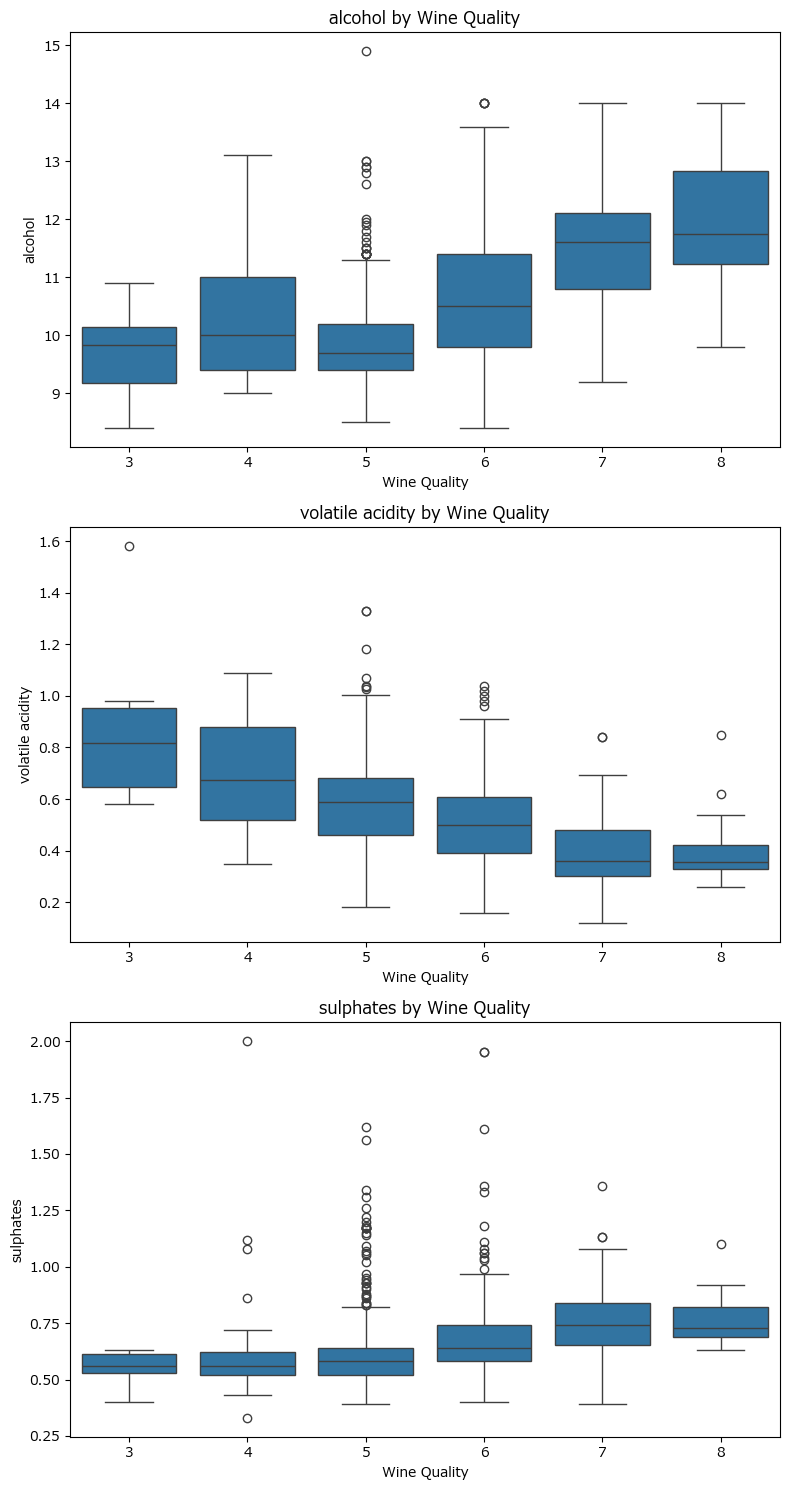 alcohol by Wine Quality
15
14
13
12
11
10
9
alcohol
3 4 5 6 7 8
Wine Quality
volatile acidity by Wine Quality
1.6
1.4
1.2
1.0
0.8
0.6
0.4
0.2
volatile acidity
3 4 5 6 7 8
Wine Quality
sulphates by Wine Quality
2.00
1.75
1.50
1.25
1.00
0.75
0.50
0.25
sulphates
3 4 5 6 7 8
Wine Quality